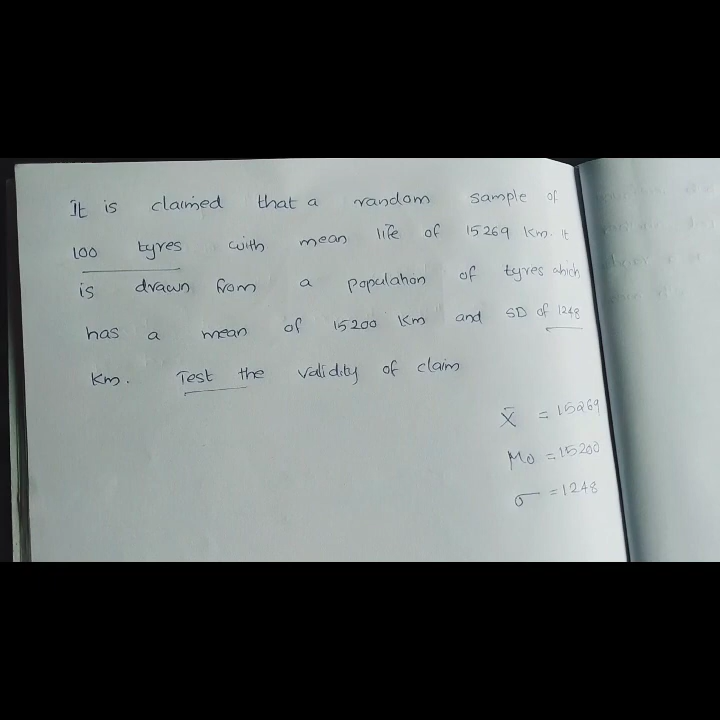 It is claimed that a random sample of
100 tyres with mean life of 15269 Km. It
is drawn from a population of tyres which
has a mean of 15200 Km and SD of 1248
Km. Test the validity of claim
X̄ = 15269
μ0 = 15200
σ = 1248